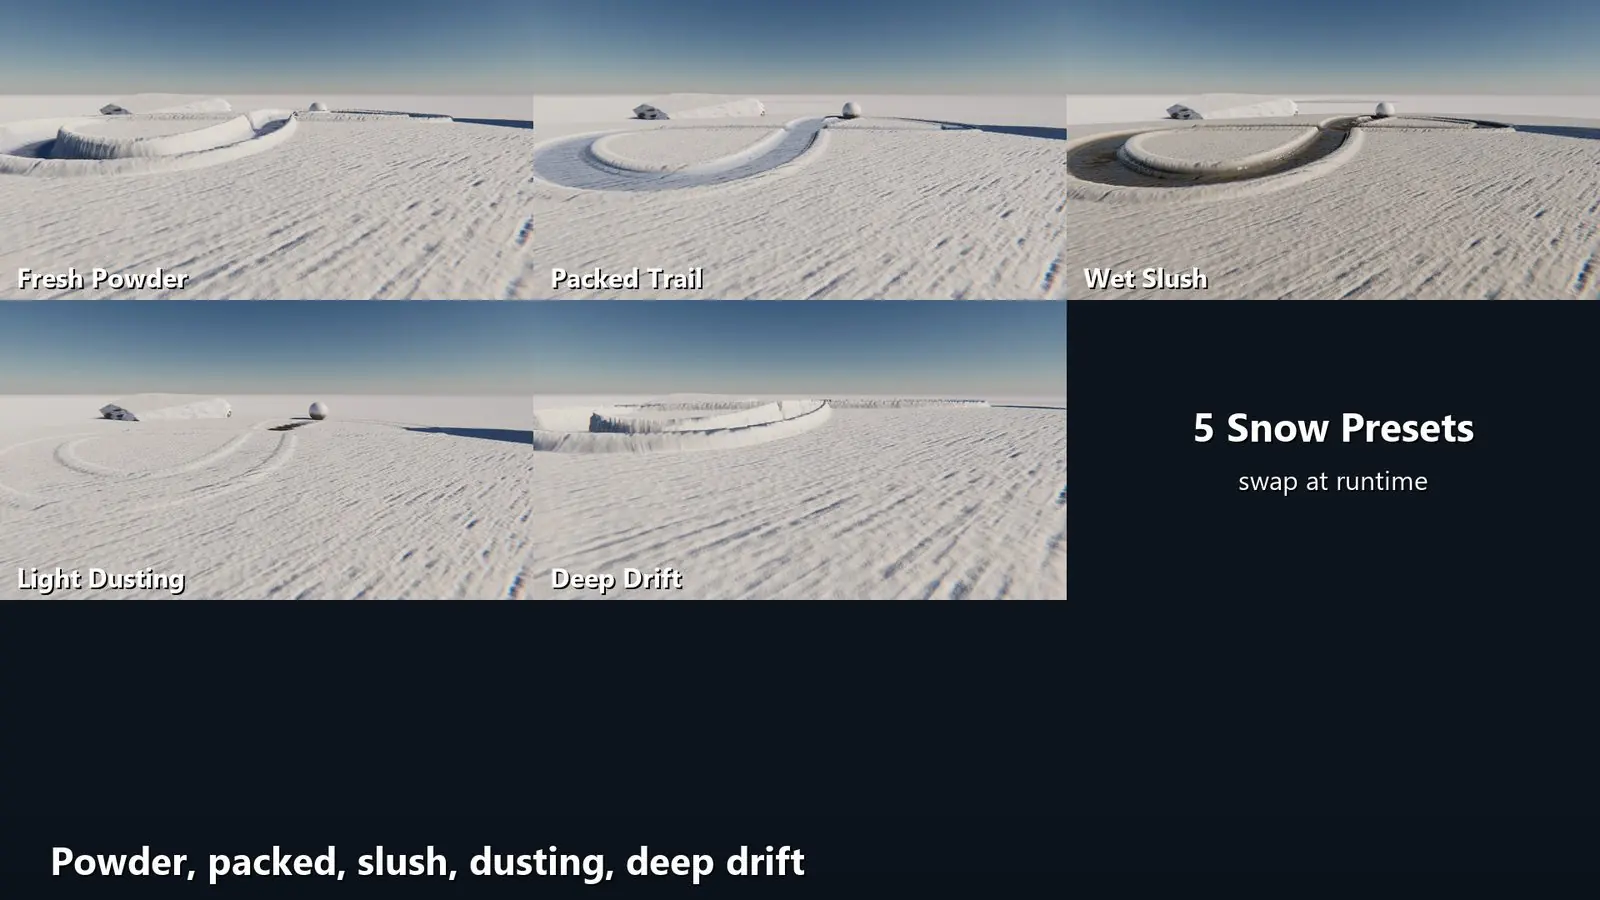 Fresh Powder
Packed Trail
Wet Slush
Light Dusting
Deep Drift
5 Snow Presets
swap at runtime
Powder, packed, slush, dusting, deep drift